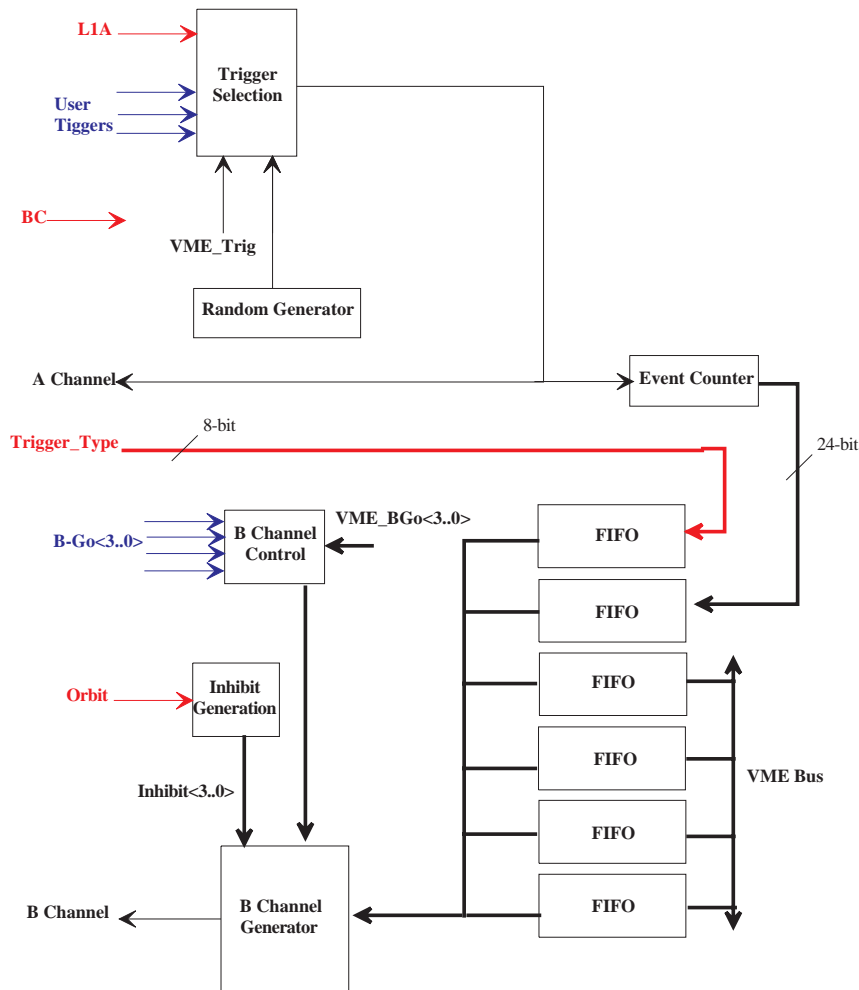 L1A
Trigger
Selection
User
Tiggers
BC
VME_Trig
Random Generator
A Channel
Event Counter
Trigger_Type
8-bit
24-bit
B-Go<3..0>
B Channel
Control
VME_BGo<3..0>
FIFO
FIFO
Orbit
Inhibit
Generation
FIFO
FIFO
VME Bus
Inhibit<3..0>
FIFO
B Channel
B Channel
Generator
FIFO